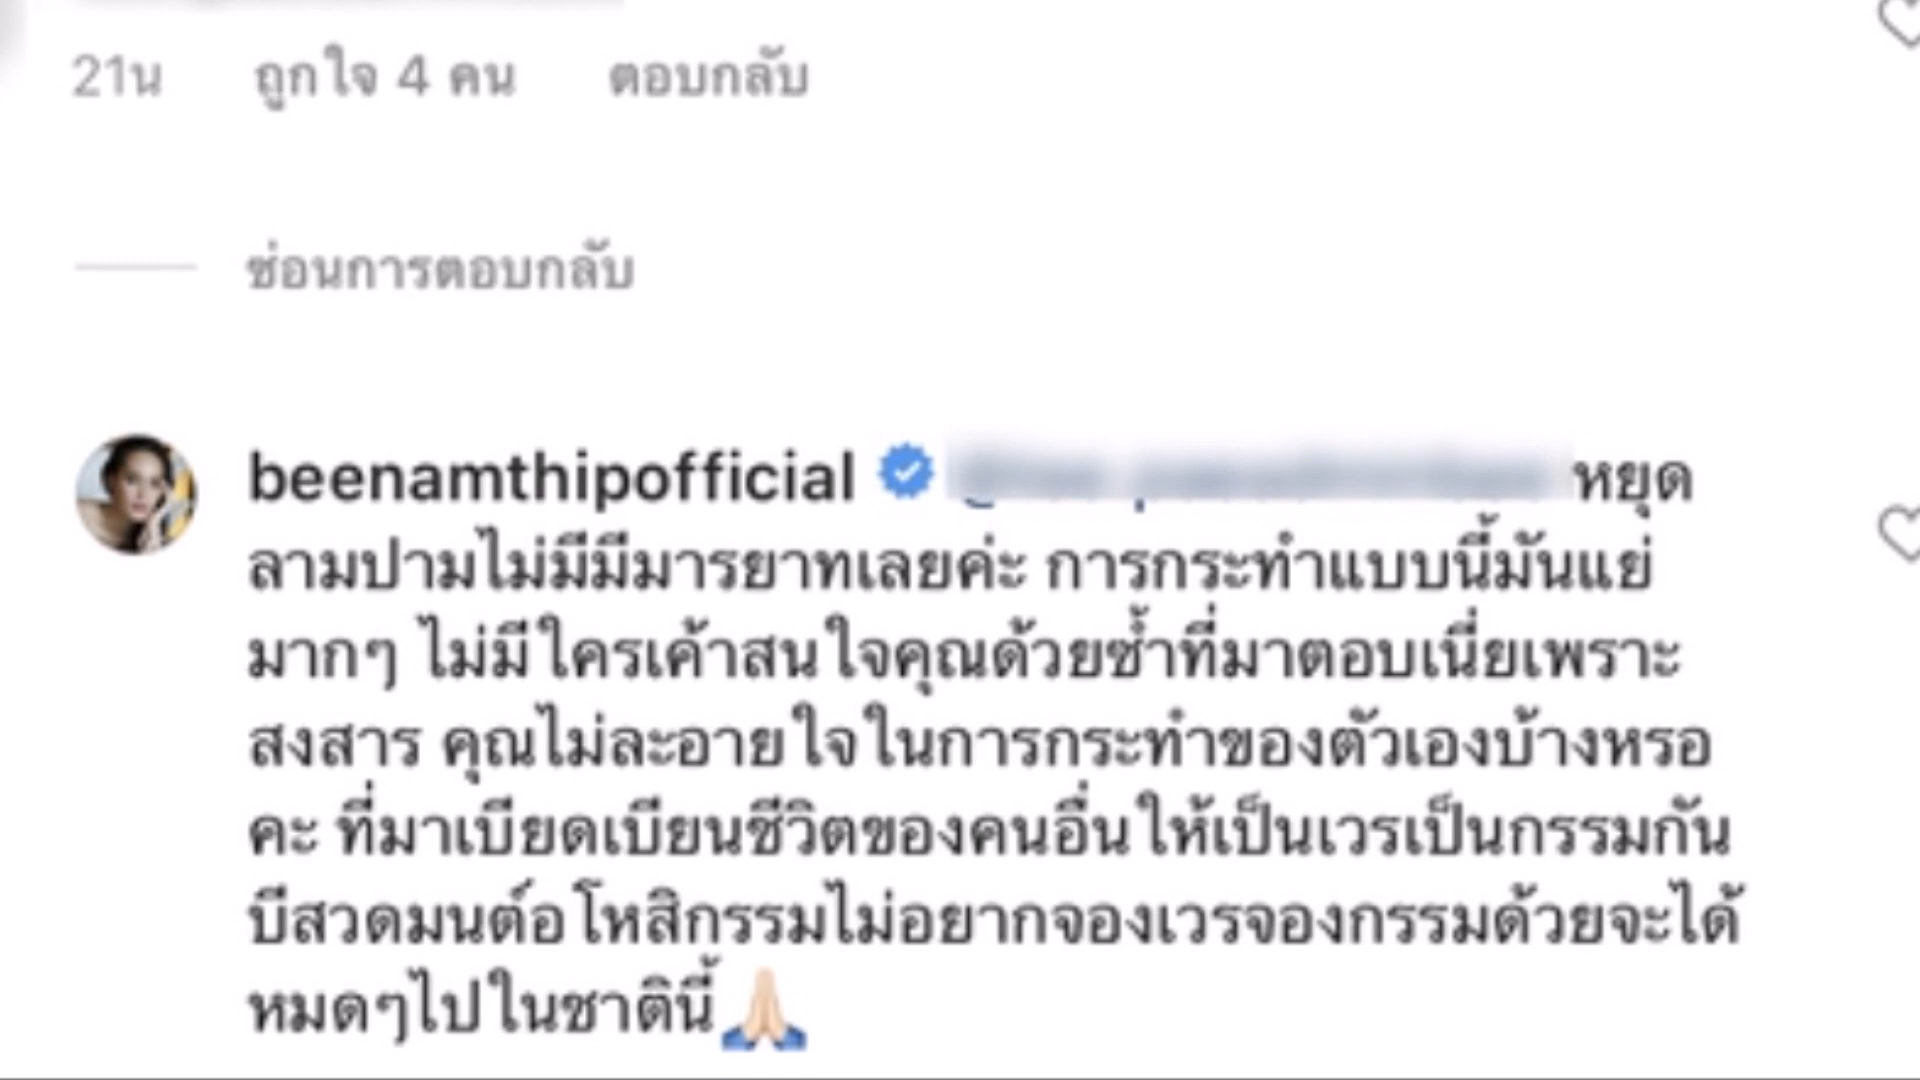 21น ถูกใจ 4 คน ตอบกลับ
ซ่อนการตอบกลับ
beenamthipofficial หยุด
ลามปามไม่มีมีมารยาทเลยค่ะ การกระทำแบบนี้มันแย่
มากๆ ไม่มีใครเค้าสนใจคุณด้วยซ้ำที่มาตอบเนี่ยเพราะ
สงสาร คุณไม่ละอายใจในการกระทำของตัวเองบ้างหรอ
คะ ที่มาเบียดเบียนชีวิตของคนอื่นให้เป็นเวรเป็นกรรมกัน
บีสวดมนต์อโหสิกรรมไม่อยากจองเวรจองกรรมด้วยจะได้
หมดๆไปในชาตินี้🙏🏻